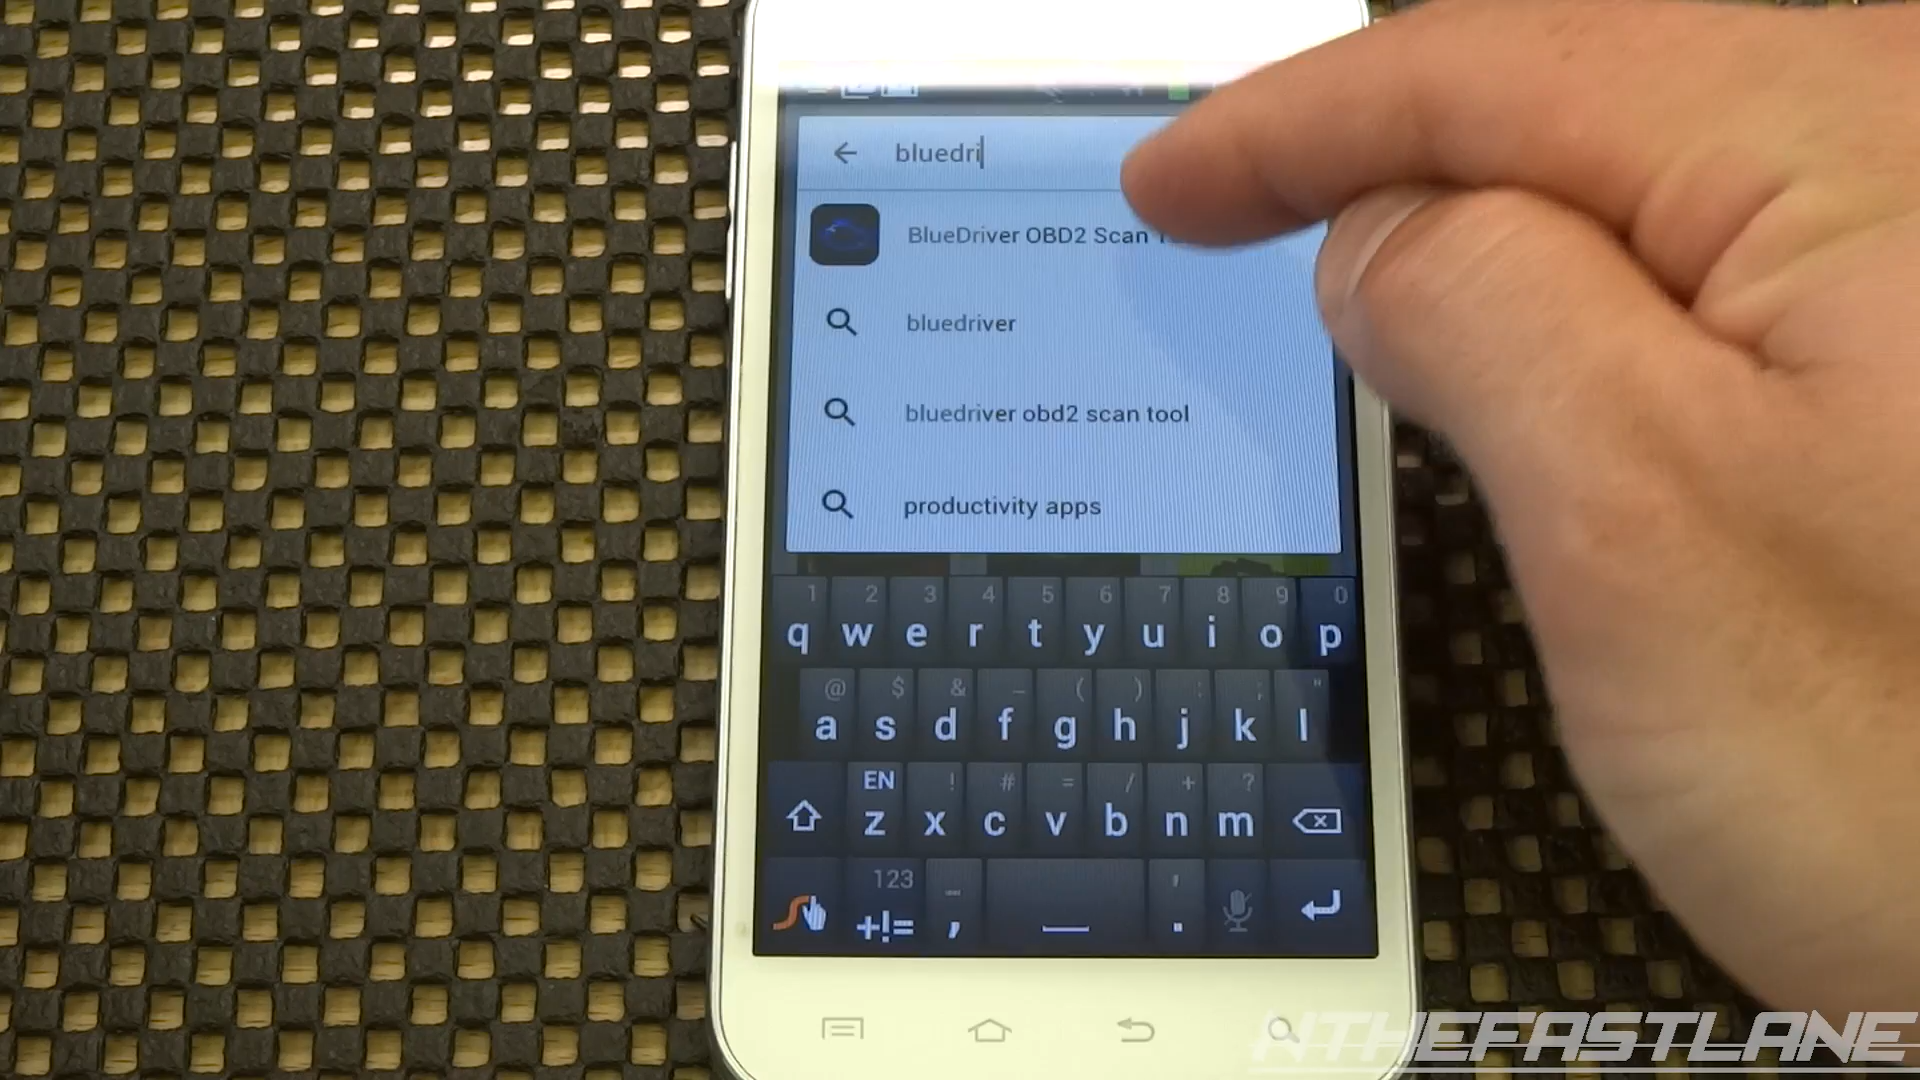 bluedri
BlueDriver OBD2 Scan
bluedriver
bluedriver obd2 scan tool
productivity apps
1 2 3 4 5 6 7 8 9 0
q w e r t y u i o p
@ $ & _ ( ) : ; "
a s d f g h j k l
EN ! # = / + ?
z x c v b n m
123
+!= , .
NTHEFASTLANE